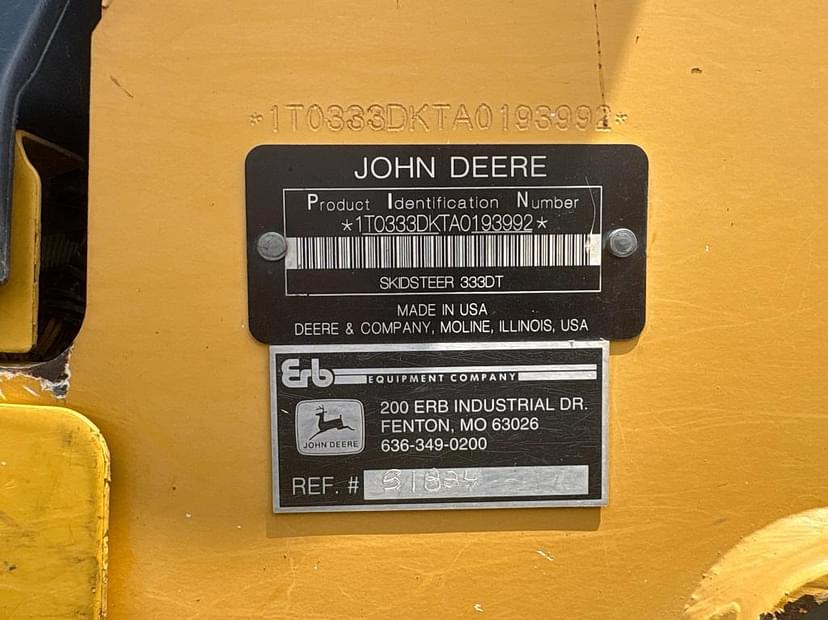 *1T0333DKTA0193992*
JOHN DEERE
Product Identification Number
*1T0333DKTA0193992*
SKIDSTEER 333DT
MADE IN USA
DEERE & COMPANY, MOLINE, ILLINOIS, USA
Erb EQUIPMENT COMPANY
200 ERB INDUSTRIAL DR.
FENTON, MO 63026
636-349-0200
JOHN DEERE
REF. #